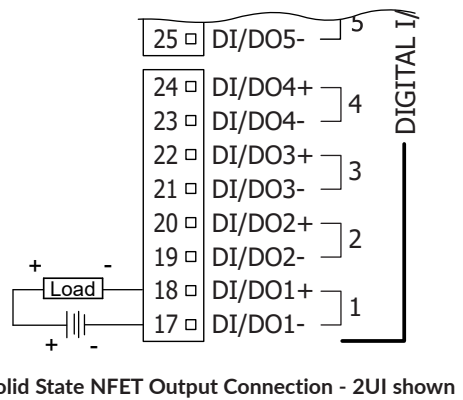 5
25 DI/DO5-
24 DI/DO4+
4
23 DI/DO4-
22 DI/DO3+
3
21 DI/DO3-
20 DI/DO2+
2
19 DI/DO2-
+ -
Load
18 DI/DO1+
1
17 DI/DO1-
+ -
DIGITAL I/
olid State NFET Output Connection - 2UI shown